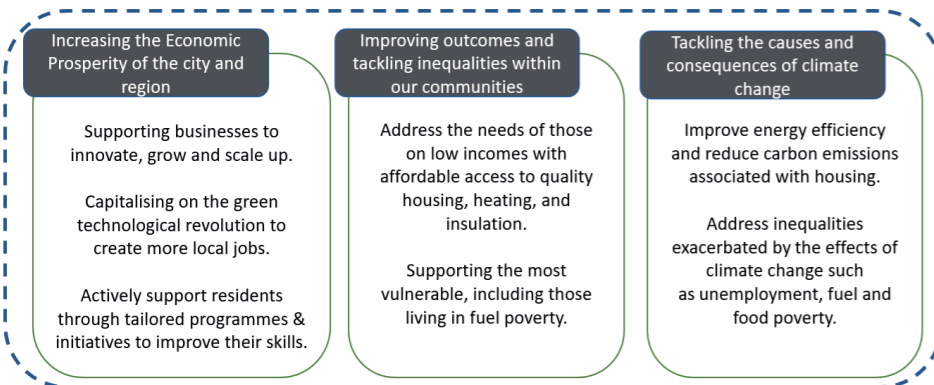 Increasing the Economic
Prosperity of the city and
region
Supporting businesses to
innovate, grow and scale up.
Capitalising on the green
technological revolution to
create more local jobs.
Actively support residents
through tailored programmes &
initiatives to improve their skills.
Improving outcomes and
tackling inequalities within
our communities
Address the needs of those
on low incomes with
affordable access to quality
housing, heating, and
insulation.
Supporting the most
vulnerable, including those
living in fuel poverty.
Tackling the causes and
consequences of climate
change
Improve energy efficiency
and reduce carbon emissions
associated with housing.
Address inequalities
exacerbated by the effects of
climate change such
as unemployment, fuel and
food poverty.